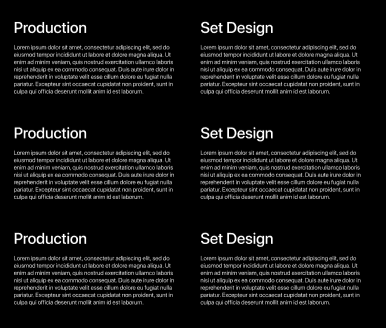 Production
Lorem ipsum dolor sit amet, consectetur adipiscing elit, sed do
eiusmod tempor incididunt ut labore et dolore magna aliqua. Ut
enim ad minim veniam, quis nostrud exercitation ullamco laboris
nisi ut aliquip ex ea commodo consequat. Duis aute irure dolor in
reprehenderit in voluptate velit esse cillum dolore eu fugiat nulla
pariatur. Excepteur sint occaecat cupidatat non proident, sunt in
culpa qui officia deserunt mollit anim id est laborum.
Set Design
Lorem ipsum dolor sit amet, consectetur adipiscing elit, sed do
eiusmod tempor incididunt ut labore et dolore magna aliqua. Ut
enim ad minim veniam, quis nostrud exercitation ullamco laboris
nisi ut aliquip ex ea commodo consequat. Duis aute irure dolor in
reprehenderit in voluptate velit esse cillum dolore eu fugiat nulla
pariatur. Excepteur sint occaecat cupidatat non proident, sunt in
culpa qui officia deserunt mollit anim id est laborum.
Production
Lorem ipsum dolor sit amet, consectetur adipiscing elit, sed do
eiusmod tempor incididunt ut labore et dolore magna aliqua. Ut
enim ad minim veniam, quis nostrud exercitation ullamco laboris
nisi ut aliquip ex ea commodo consequat. Duis aute irure dolor in
reprehenderit in voluptate velit esse cillum dolore eu fugiat nulla
pariatur. Excepteur sint occaecat cupidatat non proident, sunt in
culpa qui officia deserunt mollit anim id est laborum.
Set Design
Lorem ipsum dolor sit amet, consectetur adipiscing elit, sed do
eiusmod tempor incididunt ut labore et dolore magna aliqua. Ut
enim ad minim veniam, quis nostrud exercitation ullamco laboris
nisi ut aliquip ex ea commodo consequat. Duis aute irure dolor in
reprehenderit in voluptate velit esse cillum dolore eu fugiat nulla
pariatur. Excepteur sint occaecat cupidatat non proident, sunt in
culpa qui officia deserunt mollit anim id est laborum.
Production
Lorem ipsum dolor sit amet, consectetur adipiscing elit, sed do
eiusmod tempor incididunt ut labore et dolore magna aliqua. Ut
enim ad minim veniam, quis nostrud exercitation ullamco laboris
nisi ut aliquip ex ea commodo consequat. Duis aute irure dolor in
reprehenderit in voluptate velit esse cillum dolore eu fugiat nulla
pariatur. Excepteur sint occaecat cupidatat non proident, sunt in
culpa qui officia deserunt mollit anim id est laborum.
Set Design
Lorem ipsum dolor sit amet, consectetur adipiscing elit, sed do
eiusmod tempor incididunt ut labore et dolore magna aliqua. Ut
enim ad minim veniam, quis nostrud exercitation ullamco laboris
nisi ut aliquip ex ea commodo consequat. Duis aute irure dolor in
reprehenderit in voluptate velit esse cillum dolore eu fugiat nulla
pariatur. Excepteur sint occaecat cupidatat non proident, sunt in
culpa qui officia deserunt mollit anim id est laborum.